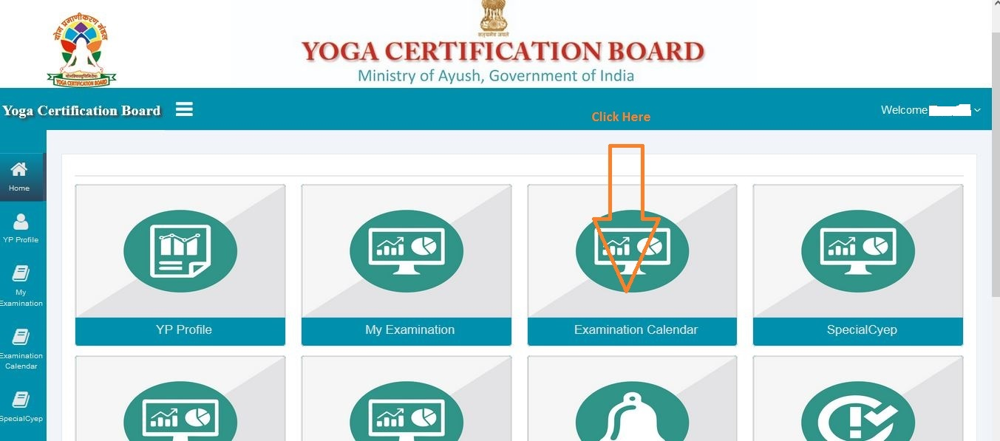 योग प्रमाणीकरण मंडल
YOGA CERTIFICATION BOARD
सत्यमेव जयते
YOGA CERTIFICATION BOARD
Ministry of Ayush, Government of India
Yoga Certification Board
Welcome
Click Here
Home
YP Profile
My
Examination
Examination
Calendar
SpecialCyep
YP Profile
My Examination
Examination Calendar
SpecialCyep